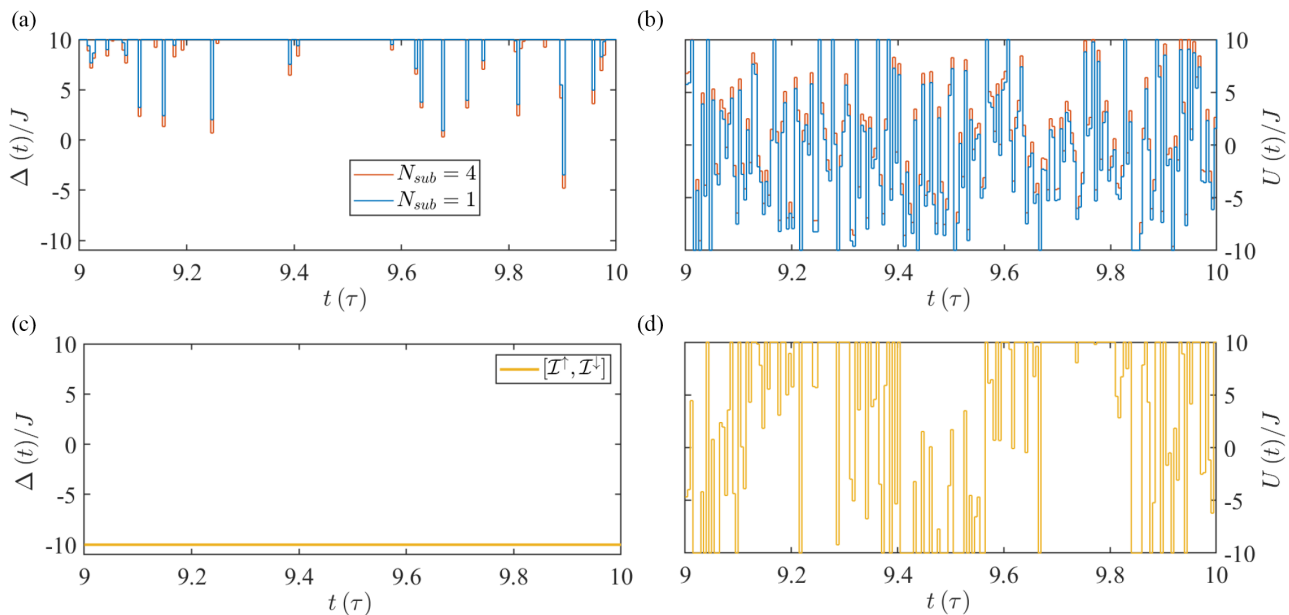 (a)
10
5
0
-5
-10
Δ (t)/J
N_sub = 4
N_sub = 1
9
9.2
9.4
9.6
9.8
10
t (τ)
(b)
10
5
0
-5
-10
U (t)/J
9
9.2
9.4
9.6
9.8
10
t (τ)
(c)
10
5
0
-5
-10
Δ (t)/J
[ℐ↑, ℐ↓]
9
9.2
9.4
9.6
9.8
10
t (τ)
(d)
10
5
0
-5
-10
U (t)/J
9
9.2
9.4
9.6
9.8
10
t (τ)